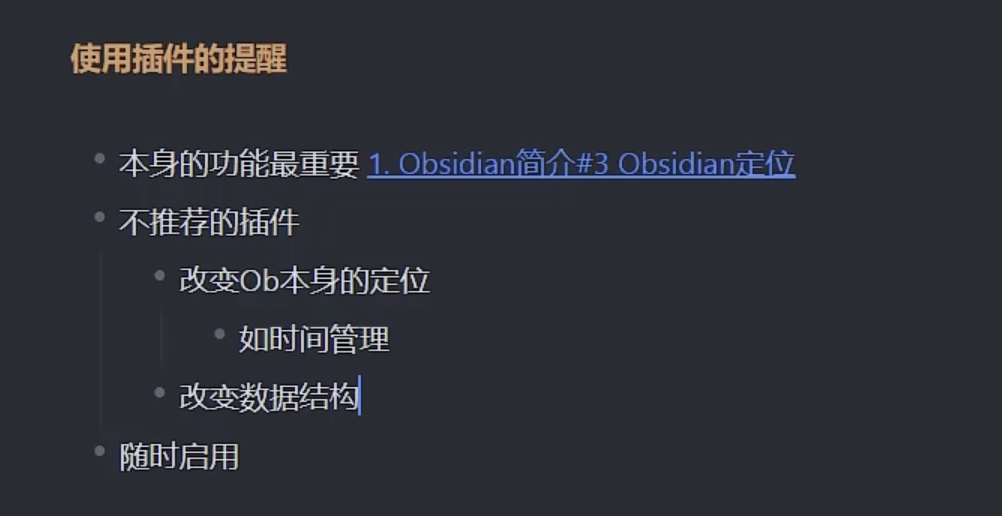 使用插件的提醒
本身的功能最重要 1. Obsidian简介#3 Obsidian定位
不推荐的插件
改变Ob本身的定位
如时间管理
改变数据结构
随时启用